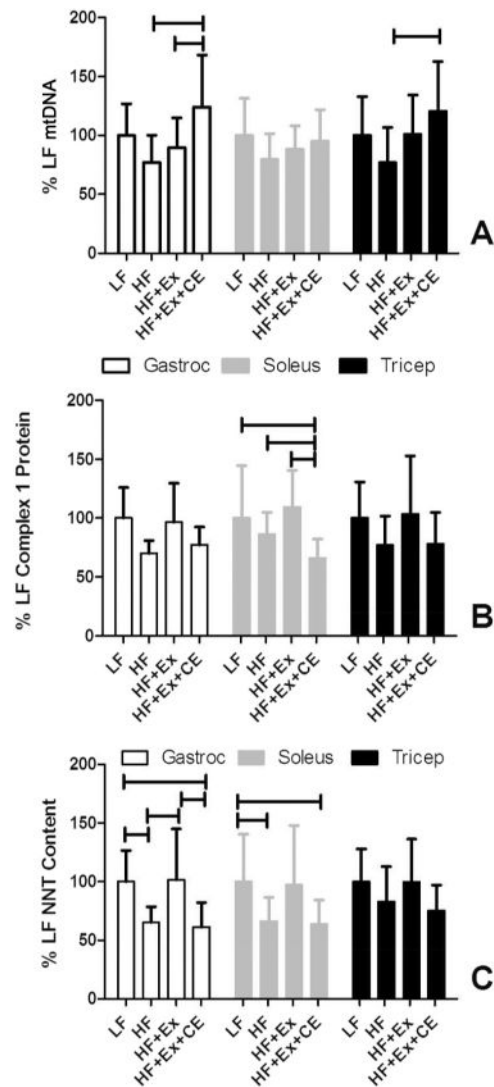 200
150
100
50
0
% LF mtDNA
LF HF HF+Ex HF+Ex+CE LF HF HF+Ex HF+Ex+CE LF HF HF+Ex HF+Ex+CE
A
Gastroc Soleus Tricep
200
150
100
50
0
% LF Complex 1 Protein
LF HF HF+Ex HF+Ex+CE LF HF HF+Ex HF+Ex+CE LF HF HF+Ex HF+Ex+CE
B
Gastroc Soleus Tricep
200
150
100
50
0
% LF NNT Content
LF HF HF+Ex HF+Ex+CE LF HF HF+Ex HF+Ex+CE LF HF HF+Ex HF+Ex+CE
C